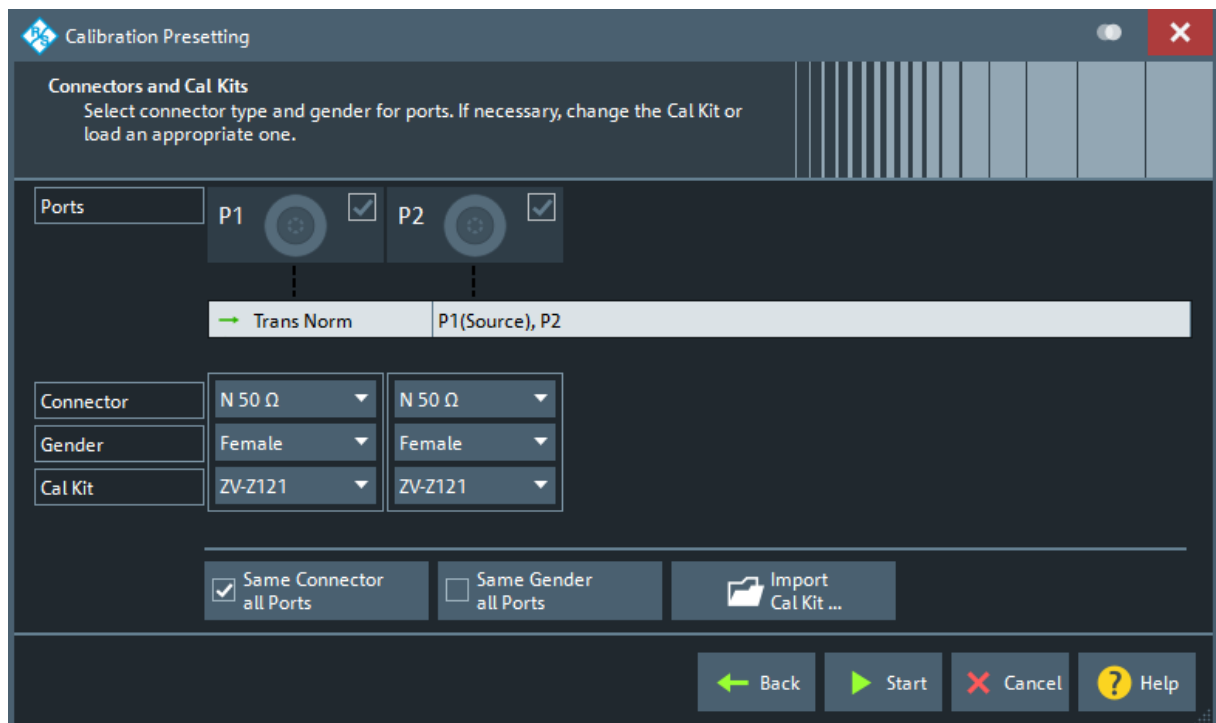 Calibration Presetting
Connectors and Cal Kits
Select connector type and gender for ports. If necessary, change the Cal Kit or
load an appropriate one.
Ports
P1
P2
Trans Norm
P1(Source), P2
Connector
N 50 Ω
N 50 Ω
Gender
Female
Female
Cal Kit
ZV-Z121
ZV-Z121
Same Connector
all Ports
Same Gender
all Ports
Import
Cal Kit ...
Back
Start
Cancel
? Help